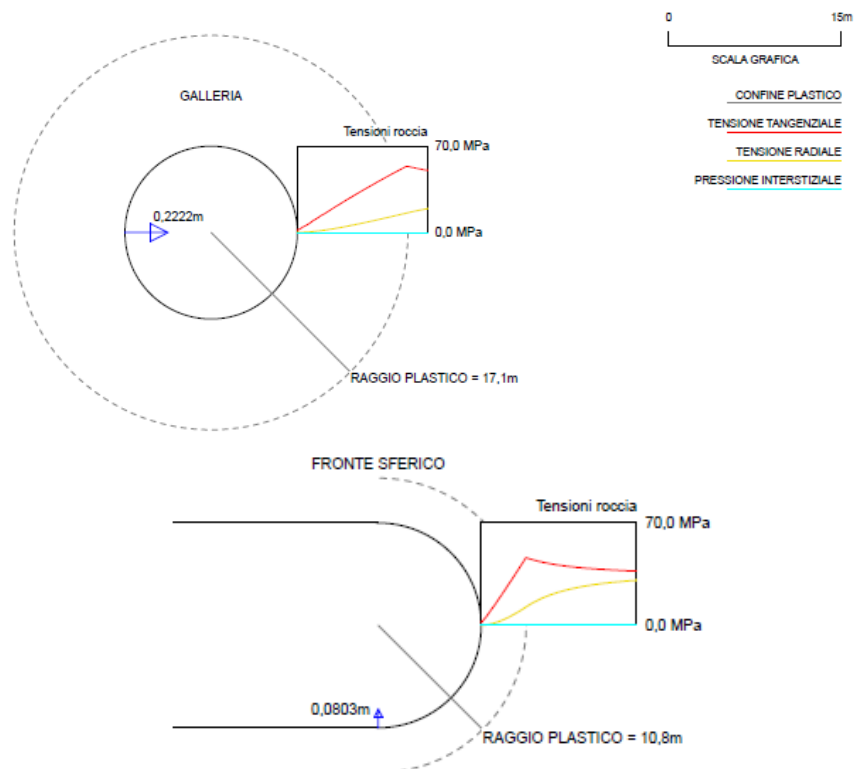 0 15m
SCALA GRAFICA
CONFINE PLASTICO
TENSIONE TANGENZIALE
TENSIONE RADIALE
PRESSIONE INTERSTIZIALE
GALLERIA
Tensioni roccia
70,0 MPa
0,2222m
0,0 MPa
RAGGIO PLASTICO = 17,1m
FRONTE SFERICO
Tensioni roccia
70,0 MPa
0,0 MPa
0,0803m
RAGGIO PLASTICO = 10,8m